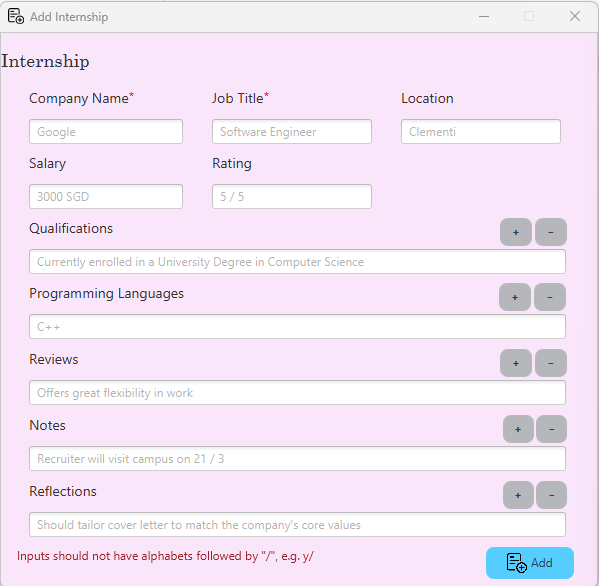 Add Internship
Internship
Company Name* Job Title* Location
Google Software Engineer Clementi
Salary Rating
3000 SGD 5 / 5
Qualifications + -
Currently enrolled in a University Degree in Computer Science
Programming Languages + -
C++
Reviews + -
Offers great flexibility in work
Notes + -
Recruiter will visit campus on 21 / 3
Reflections + -
Should tailor cover letter to match the company's core values
Inputs should not have alphabets followed by "/", e.g. y/ Add